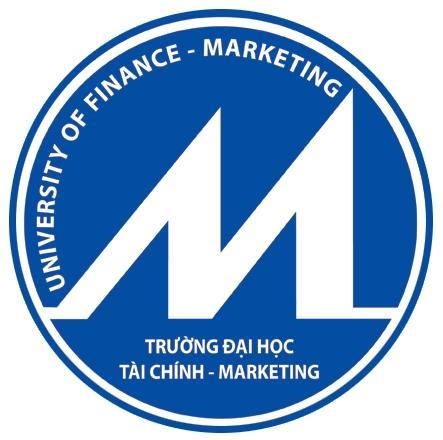 UNIVERSITY OF FINANCE - MARKETING
TRƯỜNG ĐẠI HỌC
TÀI CHÍNH - MARKETING